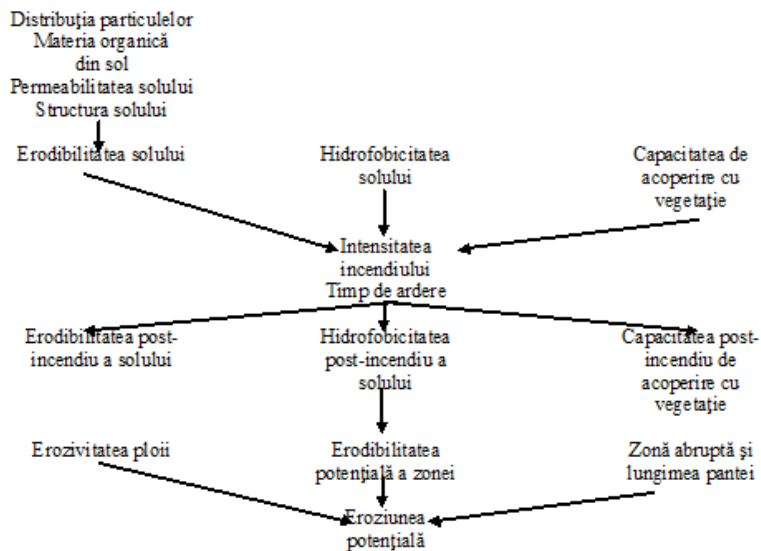 Distribuţia particulelor
Materia organică
din sol
Permeabilitatea solului
Structura solului
Erodibilitatea solului
Hidrofobicitatea
solului
Capacitatea de
acoperire cu
vegetaţie
Intensitatea
incendiului
Timp de ardere
Erodibilitatea post-
incendiu a solului
Hidrofobicitatea
post-incendiu a
solului
Capacitatea post-
incendiu de
acoperire cu
vegetaţie
Erozivitatea ploii
Erodibilitatea
potenţială a zonei
Zonă abruptă şi
lungimea pantei
Eroziunea
potenţială